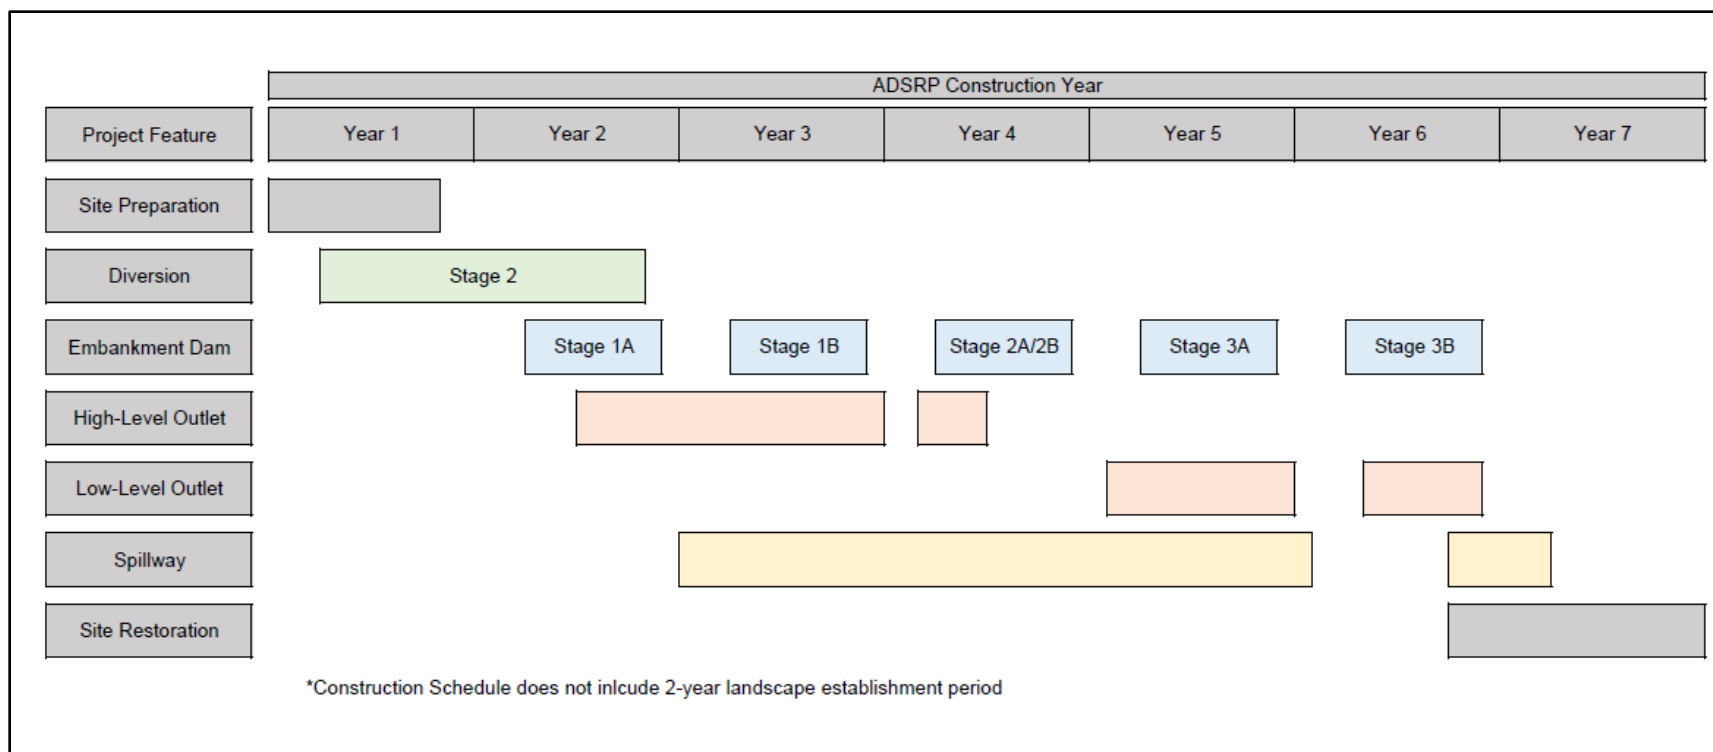 ADSRP Construction Year
Project Feature Year 1 Year 2 Year 3 Year 4 Year 5 Year 6 Year 7
Site Preparation
Diversion Stage 2
Embankment Dam Stage 1A Stage 1B Stage 2A/2B Stage 3A Stage 3B
High-Level Outlet
Low-Level Outlet
Spillway
Site Restoration
*Construction Schedule does not inlcude 2-year landscape establishment period